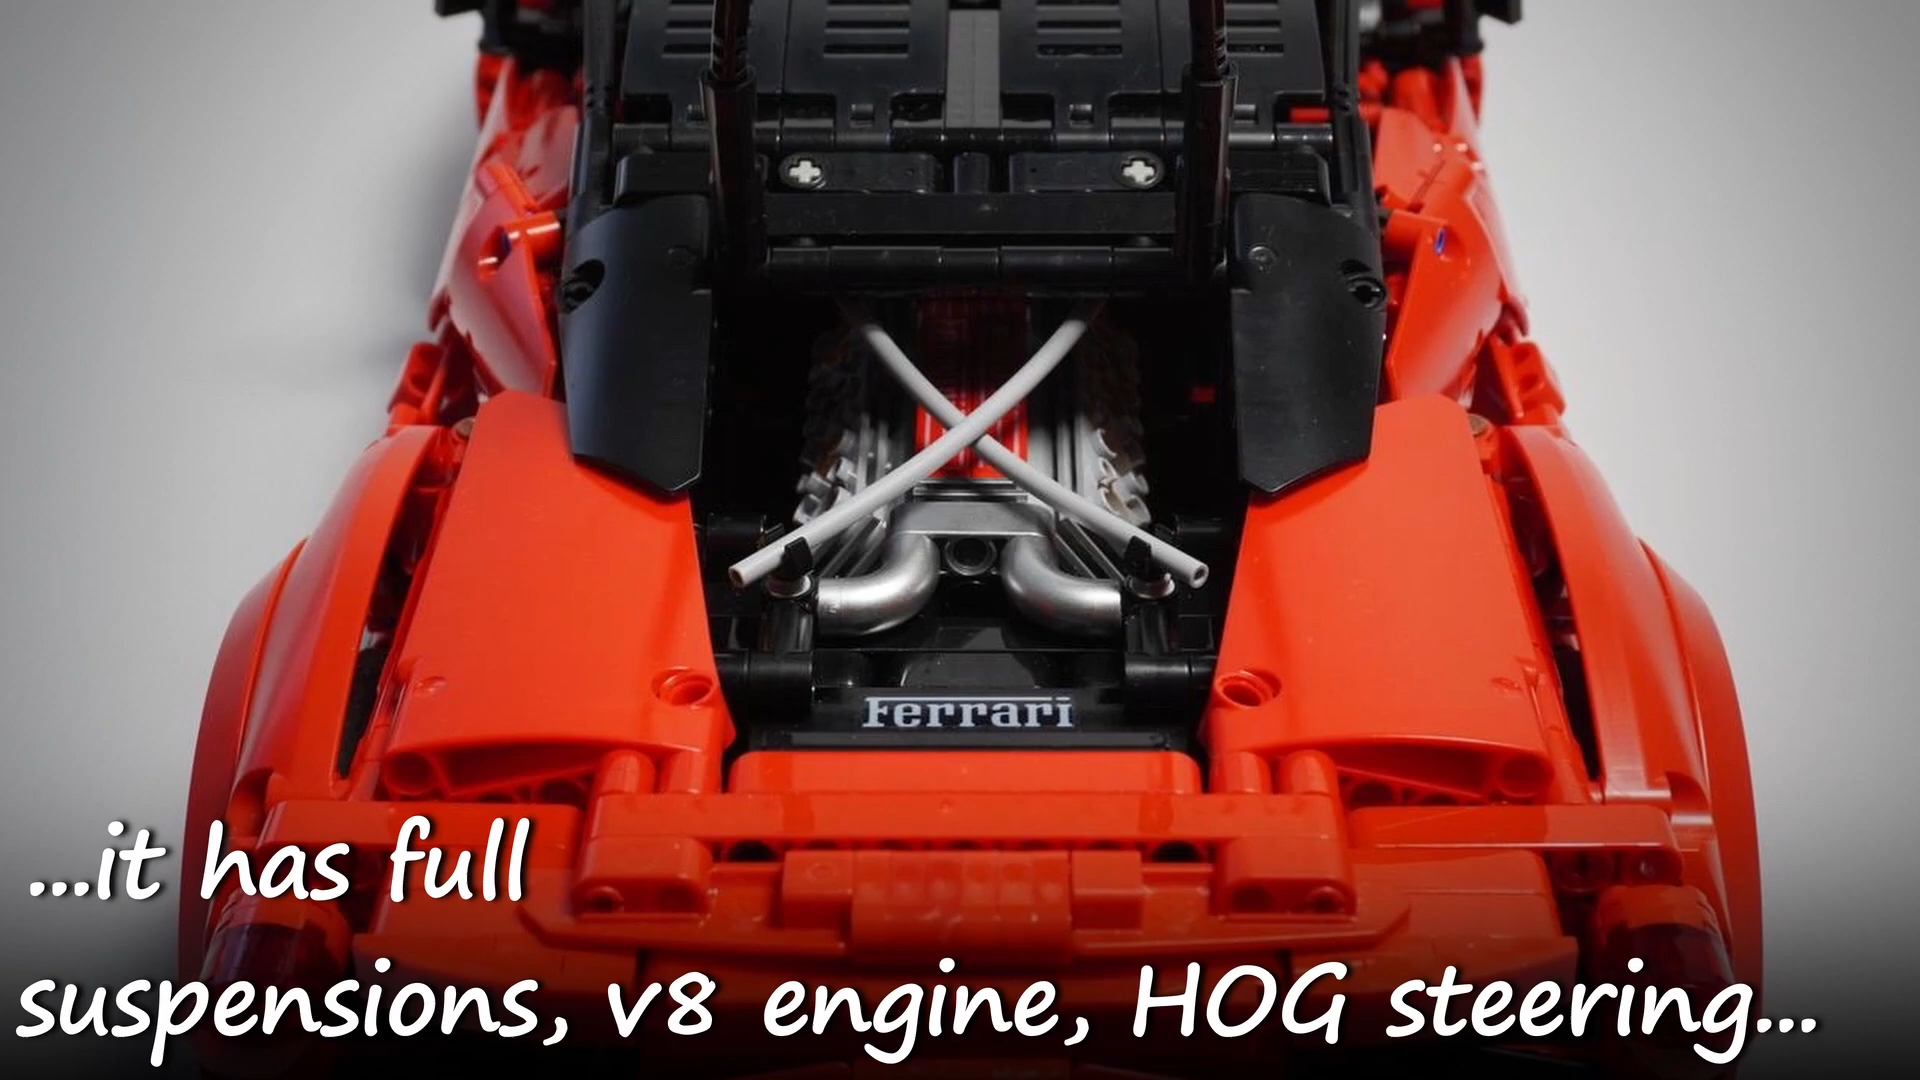 Ferrari
...it has full
suspensions, v8 engine, HOG steering...